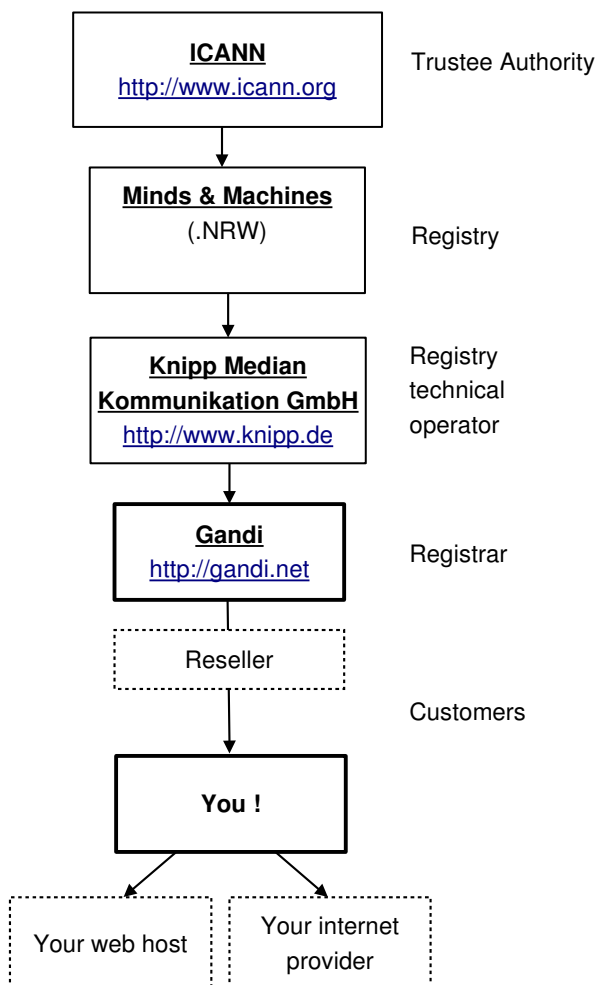 ICANN
http://www.icann.org
Trustee Authority
Minds & Machines
(.NRW)
Registry
Knipp Median
Kommunikation GmbH
http://www.knipp.de
Registry
technical
operator
Gandi
http://gandi.net
Registrar
Reseller
Customers
You !
Your web host
Your internet
provider